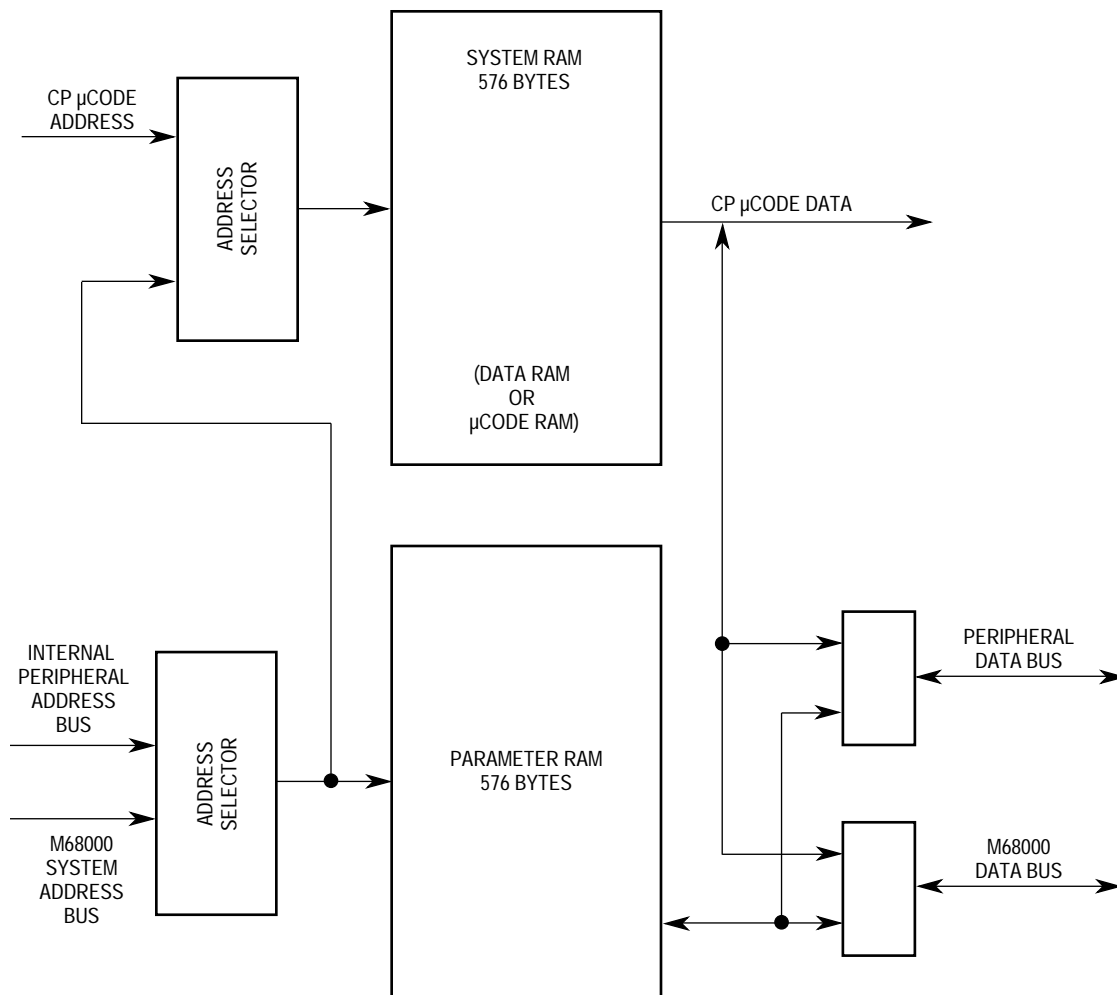 SYSTEM RAM
576 BYTES
CP µCODE
ADDRESS
ADDRESS
SELECTOR
CP µCODE DATA
(DATA RAM
OR
µCODE RAM)
INTERNAL
PERIPHERAL
ADDRESS
BUS
ADDRESS
SELECTOR
M68000
SYSTEM
ADDRESS
BUS
PARAMETER RAM
576 BYTES
PERIPHERAL
DATA BUS
M68000
DATA BUS